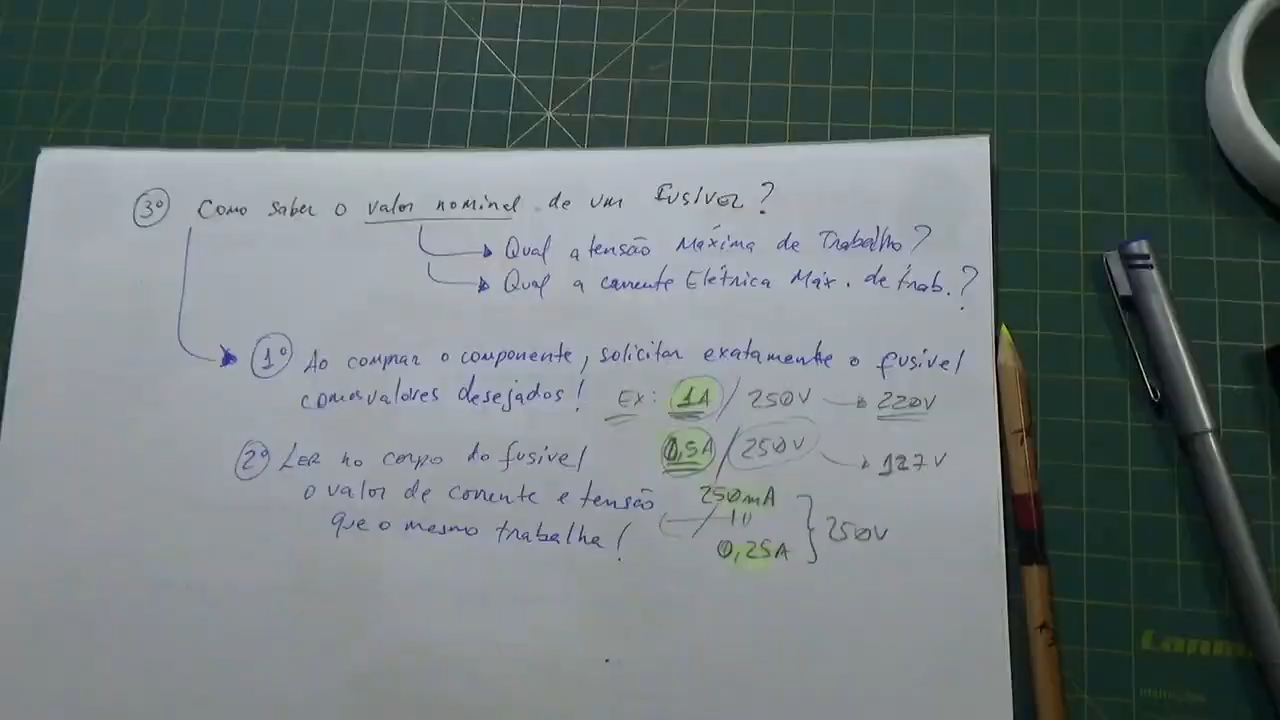 3º Como saber o valor nominal de um FUSIVEL?
Qual a tensão Máxima de Trabalho?
Qual a corrente Elétrica Máx. de trab.?
1º Ao comprar o componente, solicitar exatamente o fusivel
com os valores desejados! Ex: 1A / 250V → 220V
2º LER no corpo do fusivel 0,5A / 250V → 127V
o valor de corrente e tensão 250mA
que o mesmo trabalha! 0,25A } 250V